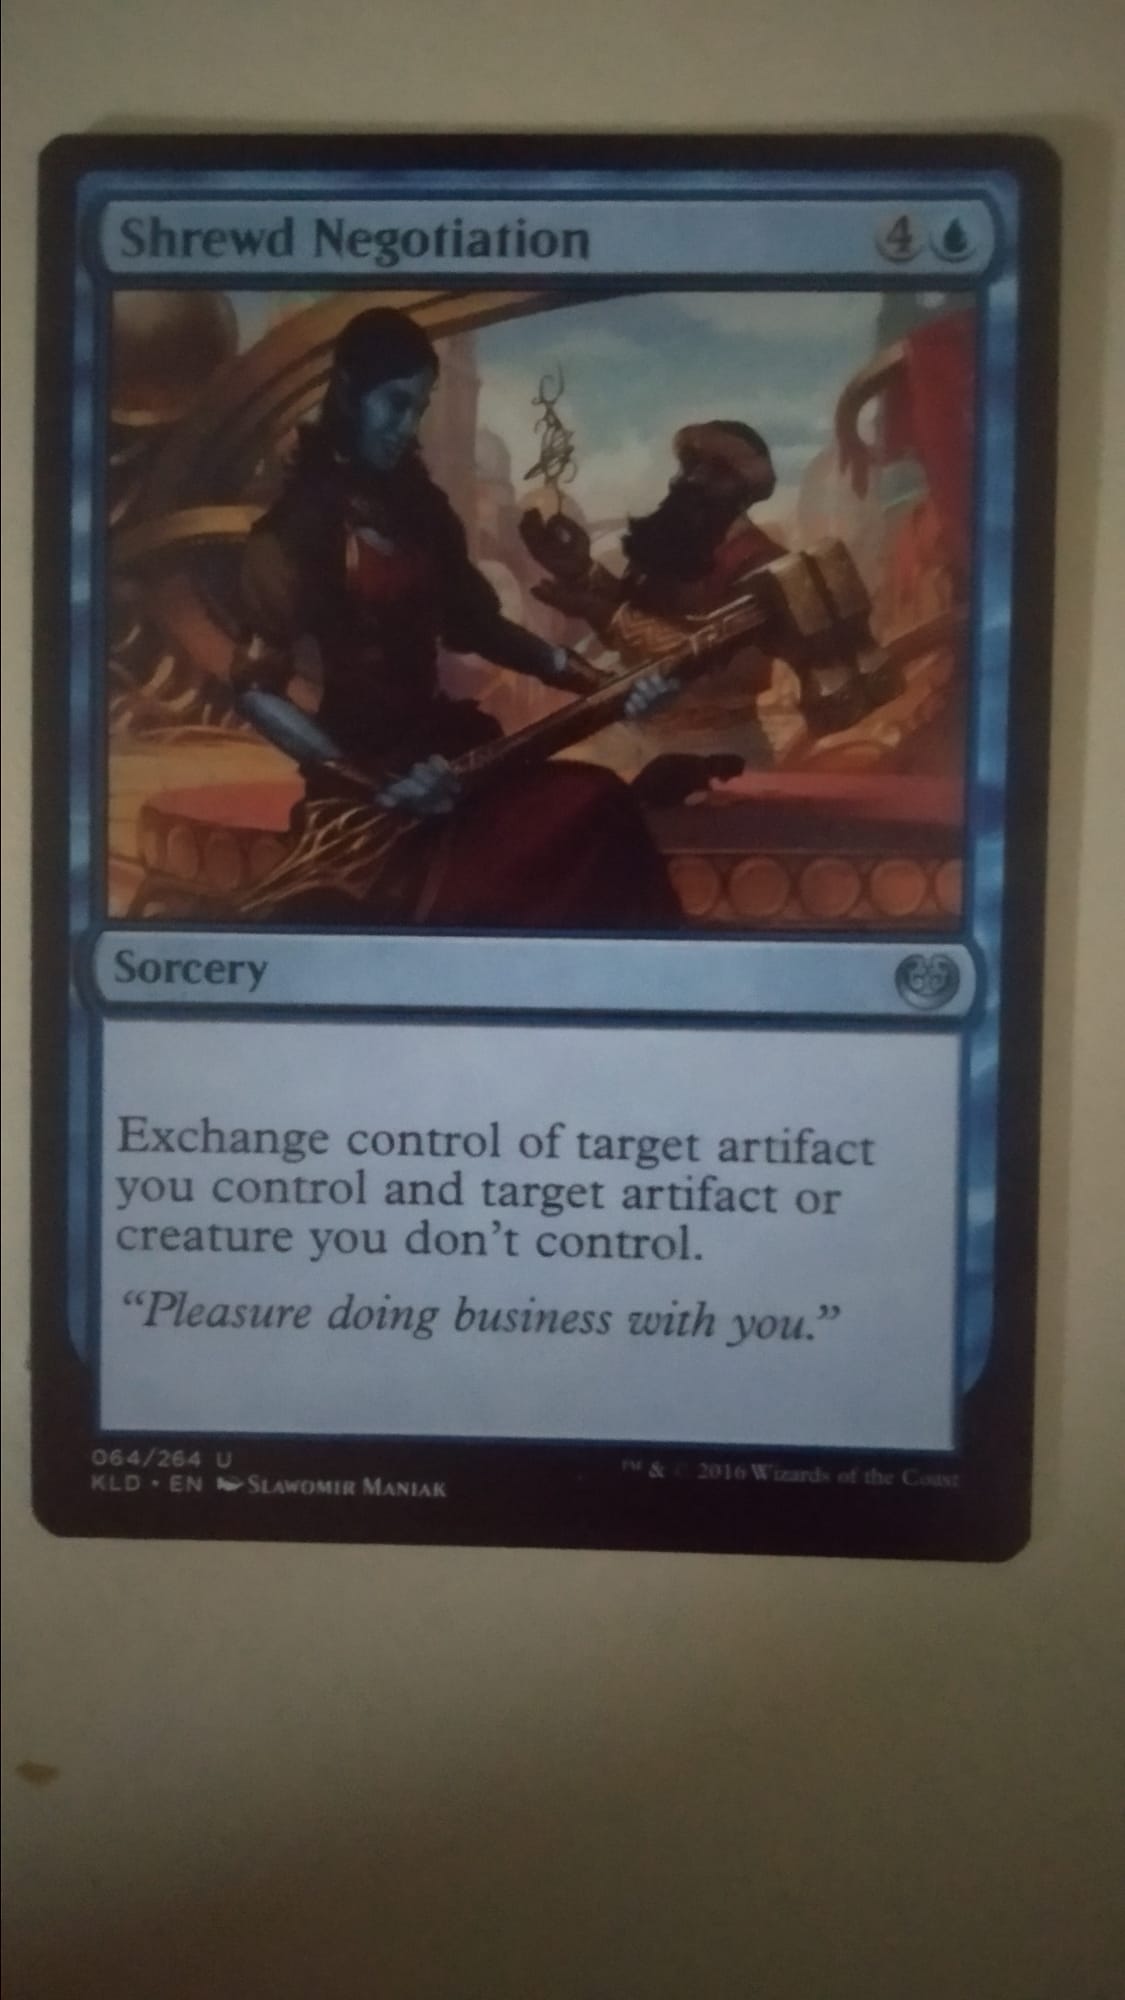 Shrewd Negotiation 4
Sorcery
Exchange control of target artifact
you control and target artifact or
creature you don't control.
“Pleasure doing business with you.”
064/264 U
KLD • EN SLAWOMIR MANIAK
™ & © 2016 Wizards of the Coast